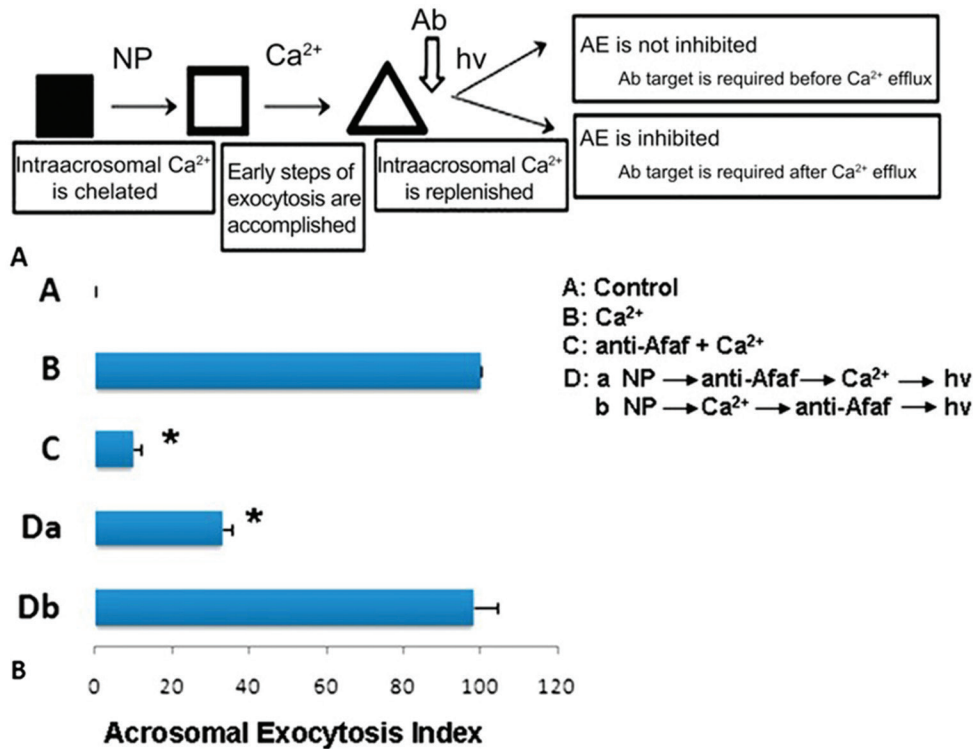 NP
Ca²⁺
Ab
hv
Intraacrosomal Ca²⁺
is chelated
Early steps of
exocytosis are
accomplished
Intraacrosomal Ca²⁺
is replenished
AE is not inhibited
Ab target is required before Ca²⁺ efflux
AE is inhibited
Ab target is required after Ca²⁺ efflux
A
A
B
C
*
Da
*
Db
A: Control
B: Ca²⁺
C: anti-Afaf + Ca²⁺
D: a NP → anti-Afaf → Ca²⁺ → hv
b NP → Ca²⁺ → anti-Afaf → hv
B
0 20 40 60 80 100 120
Acrosomal Exocytosis Index